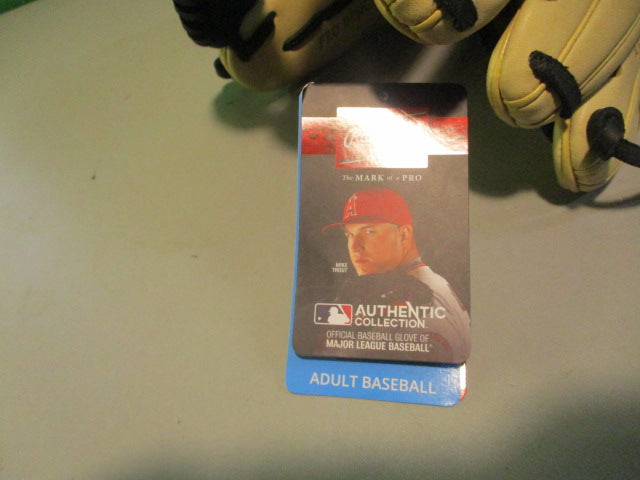 The MARK of a PRO
MIKE
TROUT
AUTHENTIC
COLLECTION
OFFICIAL BASEBALL GLOVE OF
MAJOR LEAGUE BASEBALL®
ADULT BASEBALL